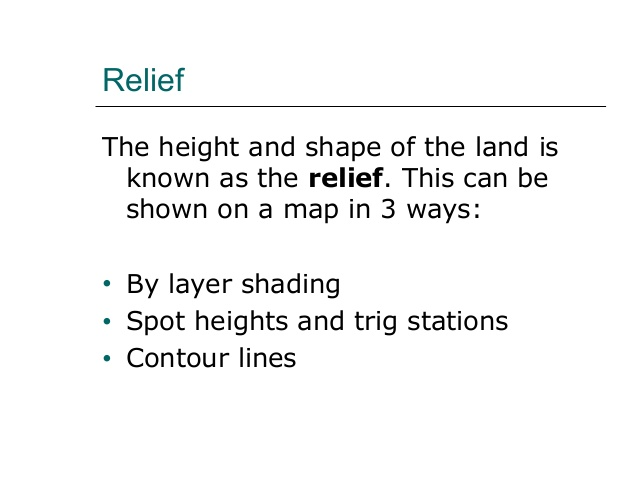 Relief
The height and shape of the land is
known as the relief. This can be
shown on a map in 3 ways:
• By layer shading
• Spot heights and trig stations
• Contour lines